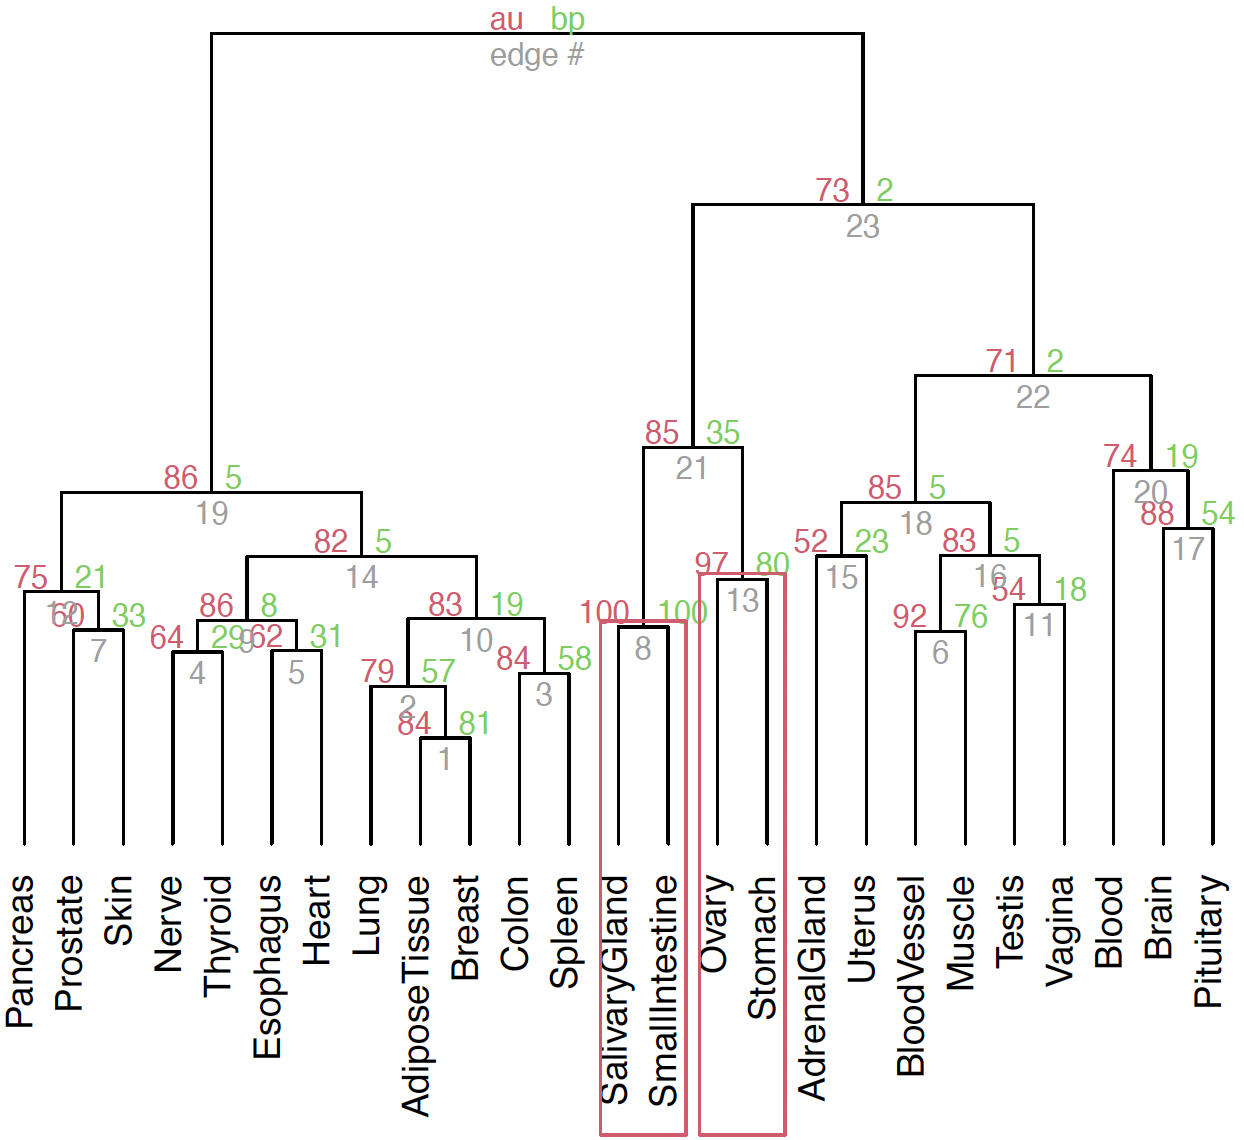 au bp
edge #
73 2
23
71 2
22
85 35
21
74 19
20
86 5
19
85 5
18
88 54
17
82 5
14
52 23
15
83 5
16
97 80
13
75 21
12
60 33
7
86 8
9
83 19
10
100 100
8
54 18
11
92 76
6
64 29
4
62 31
5
84 58
3
79 57
2
84 81
1
Pancreas
Prostate
Skin
Nerve
Thyroid
Esophagus
Heart
Lung
AdiposeTissue
Breast
Colon
Spleen
SalivaryGland
SmallIntestine
Ovary
Stomach
AdrenalGland
Uterus
BloodVessel
Muscle
Testis
Vagina
Blood
Brain
Pituitary